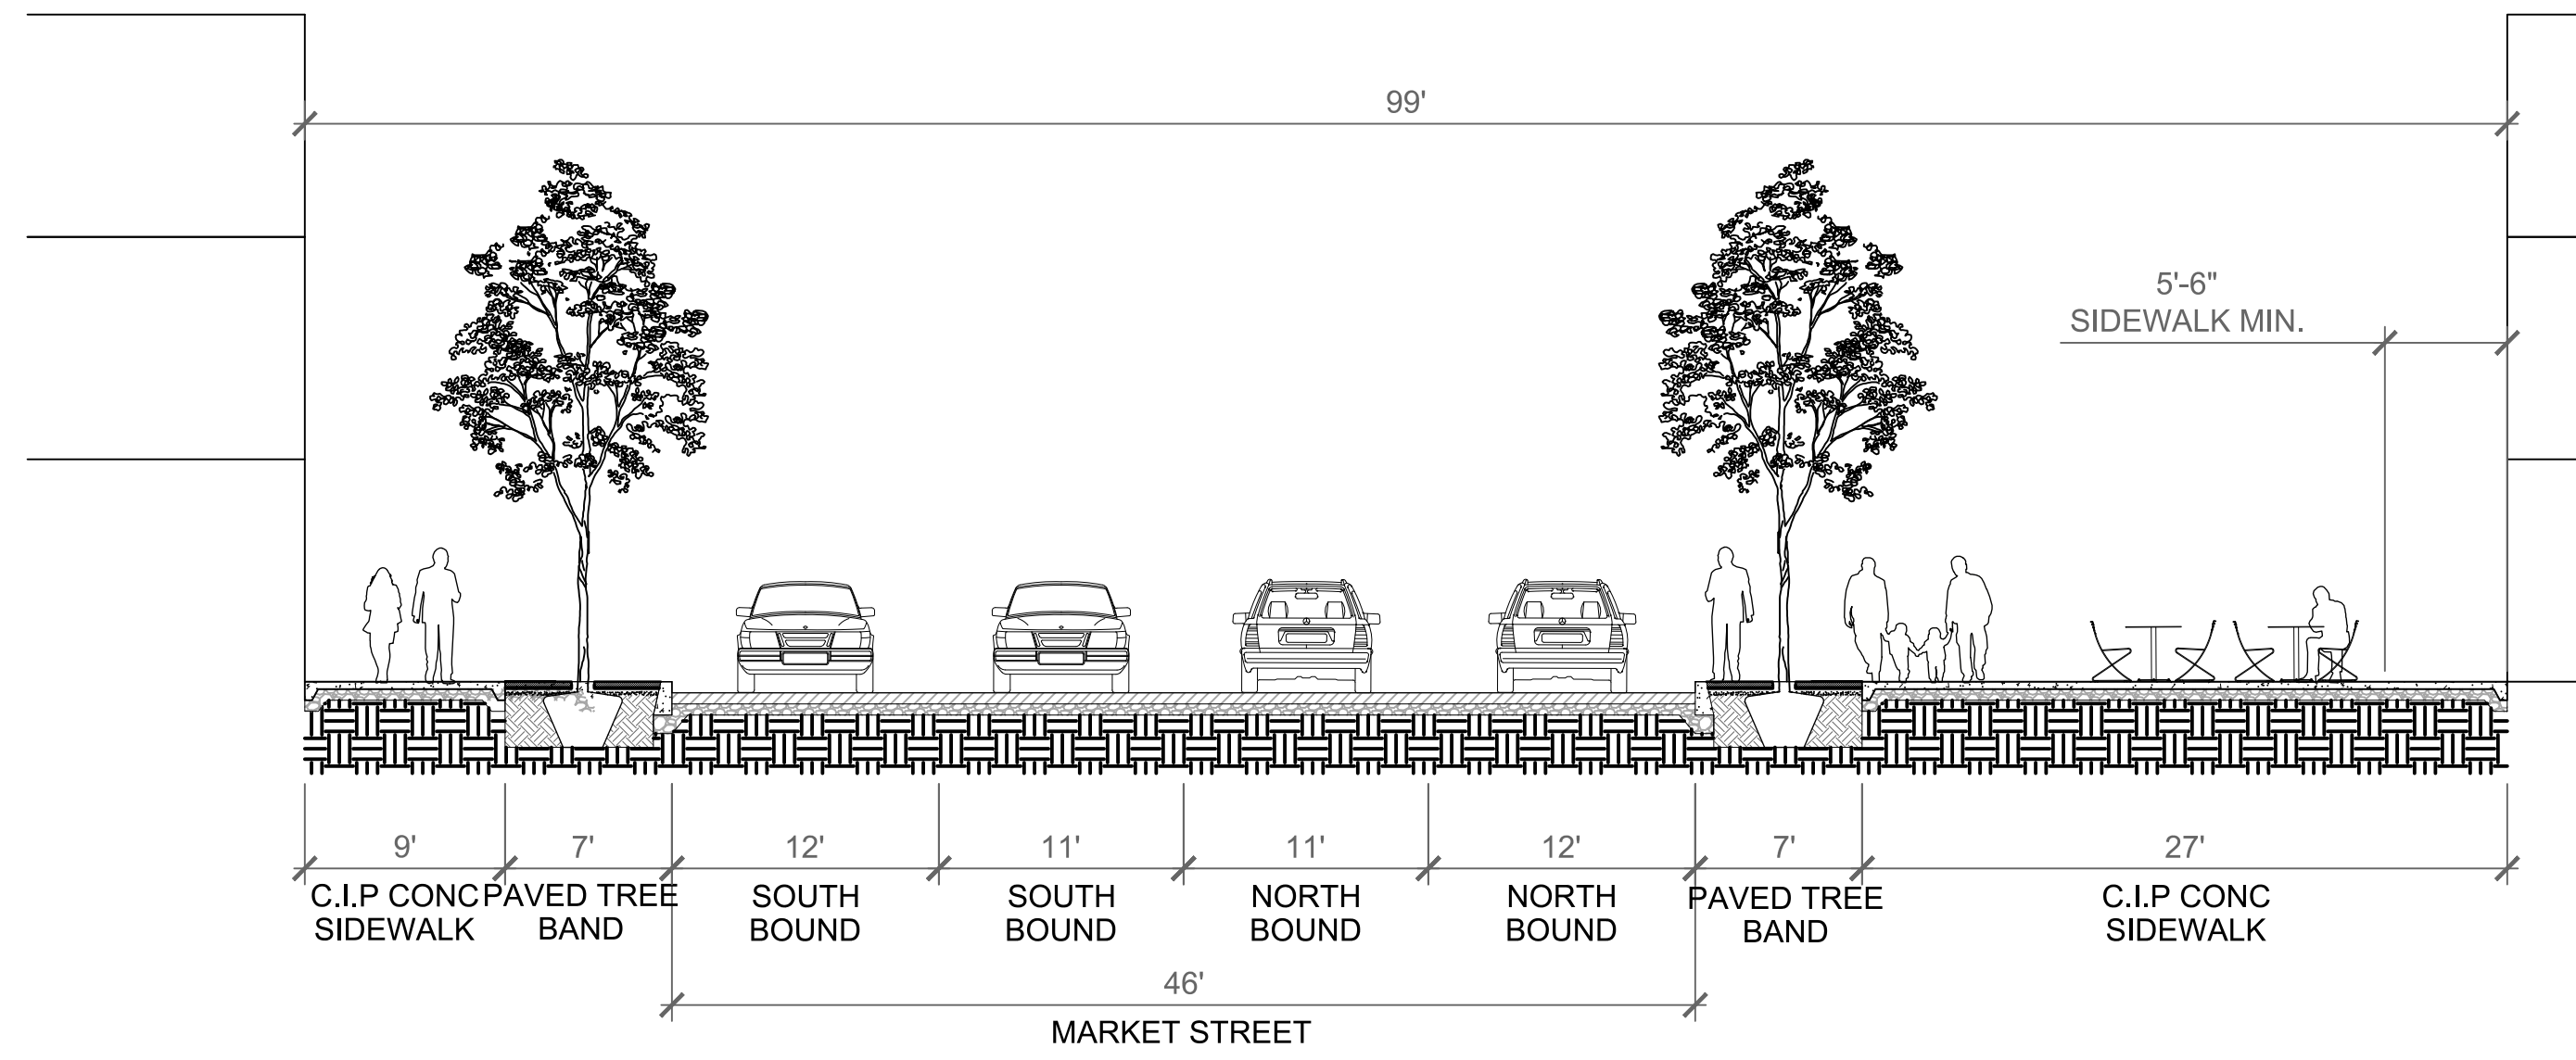 99'
5'-6"
SIDEWALK MIN.
9'
7'
12'
11'
11'
12'
7'
27'
C.I.P CONC
SIDEWALK
PAVED TREE
BAND
SOUTH
BOUND
SOUTH
BOUND
NORTH
BOUND
NORTH
BOUND
PAVED TREE
BAND
C.I.P CONC
SIDEWALK
46'
MARKET STREET